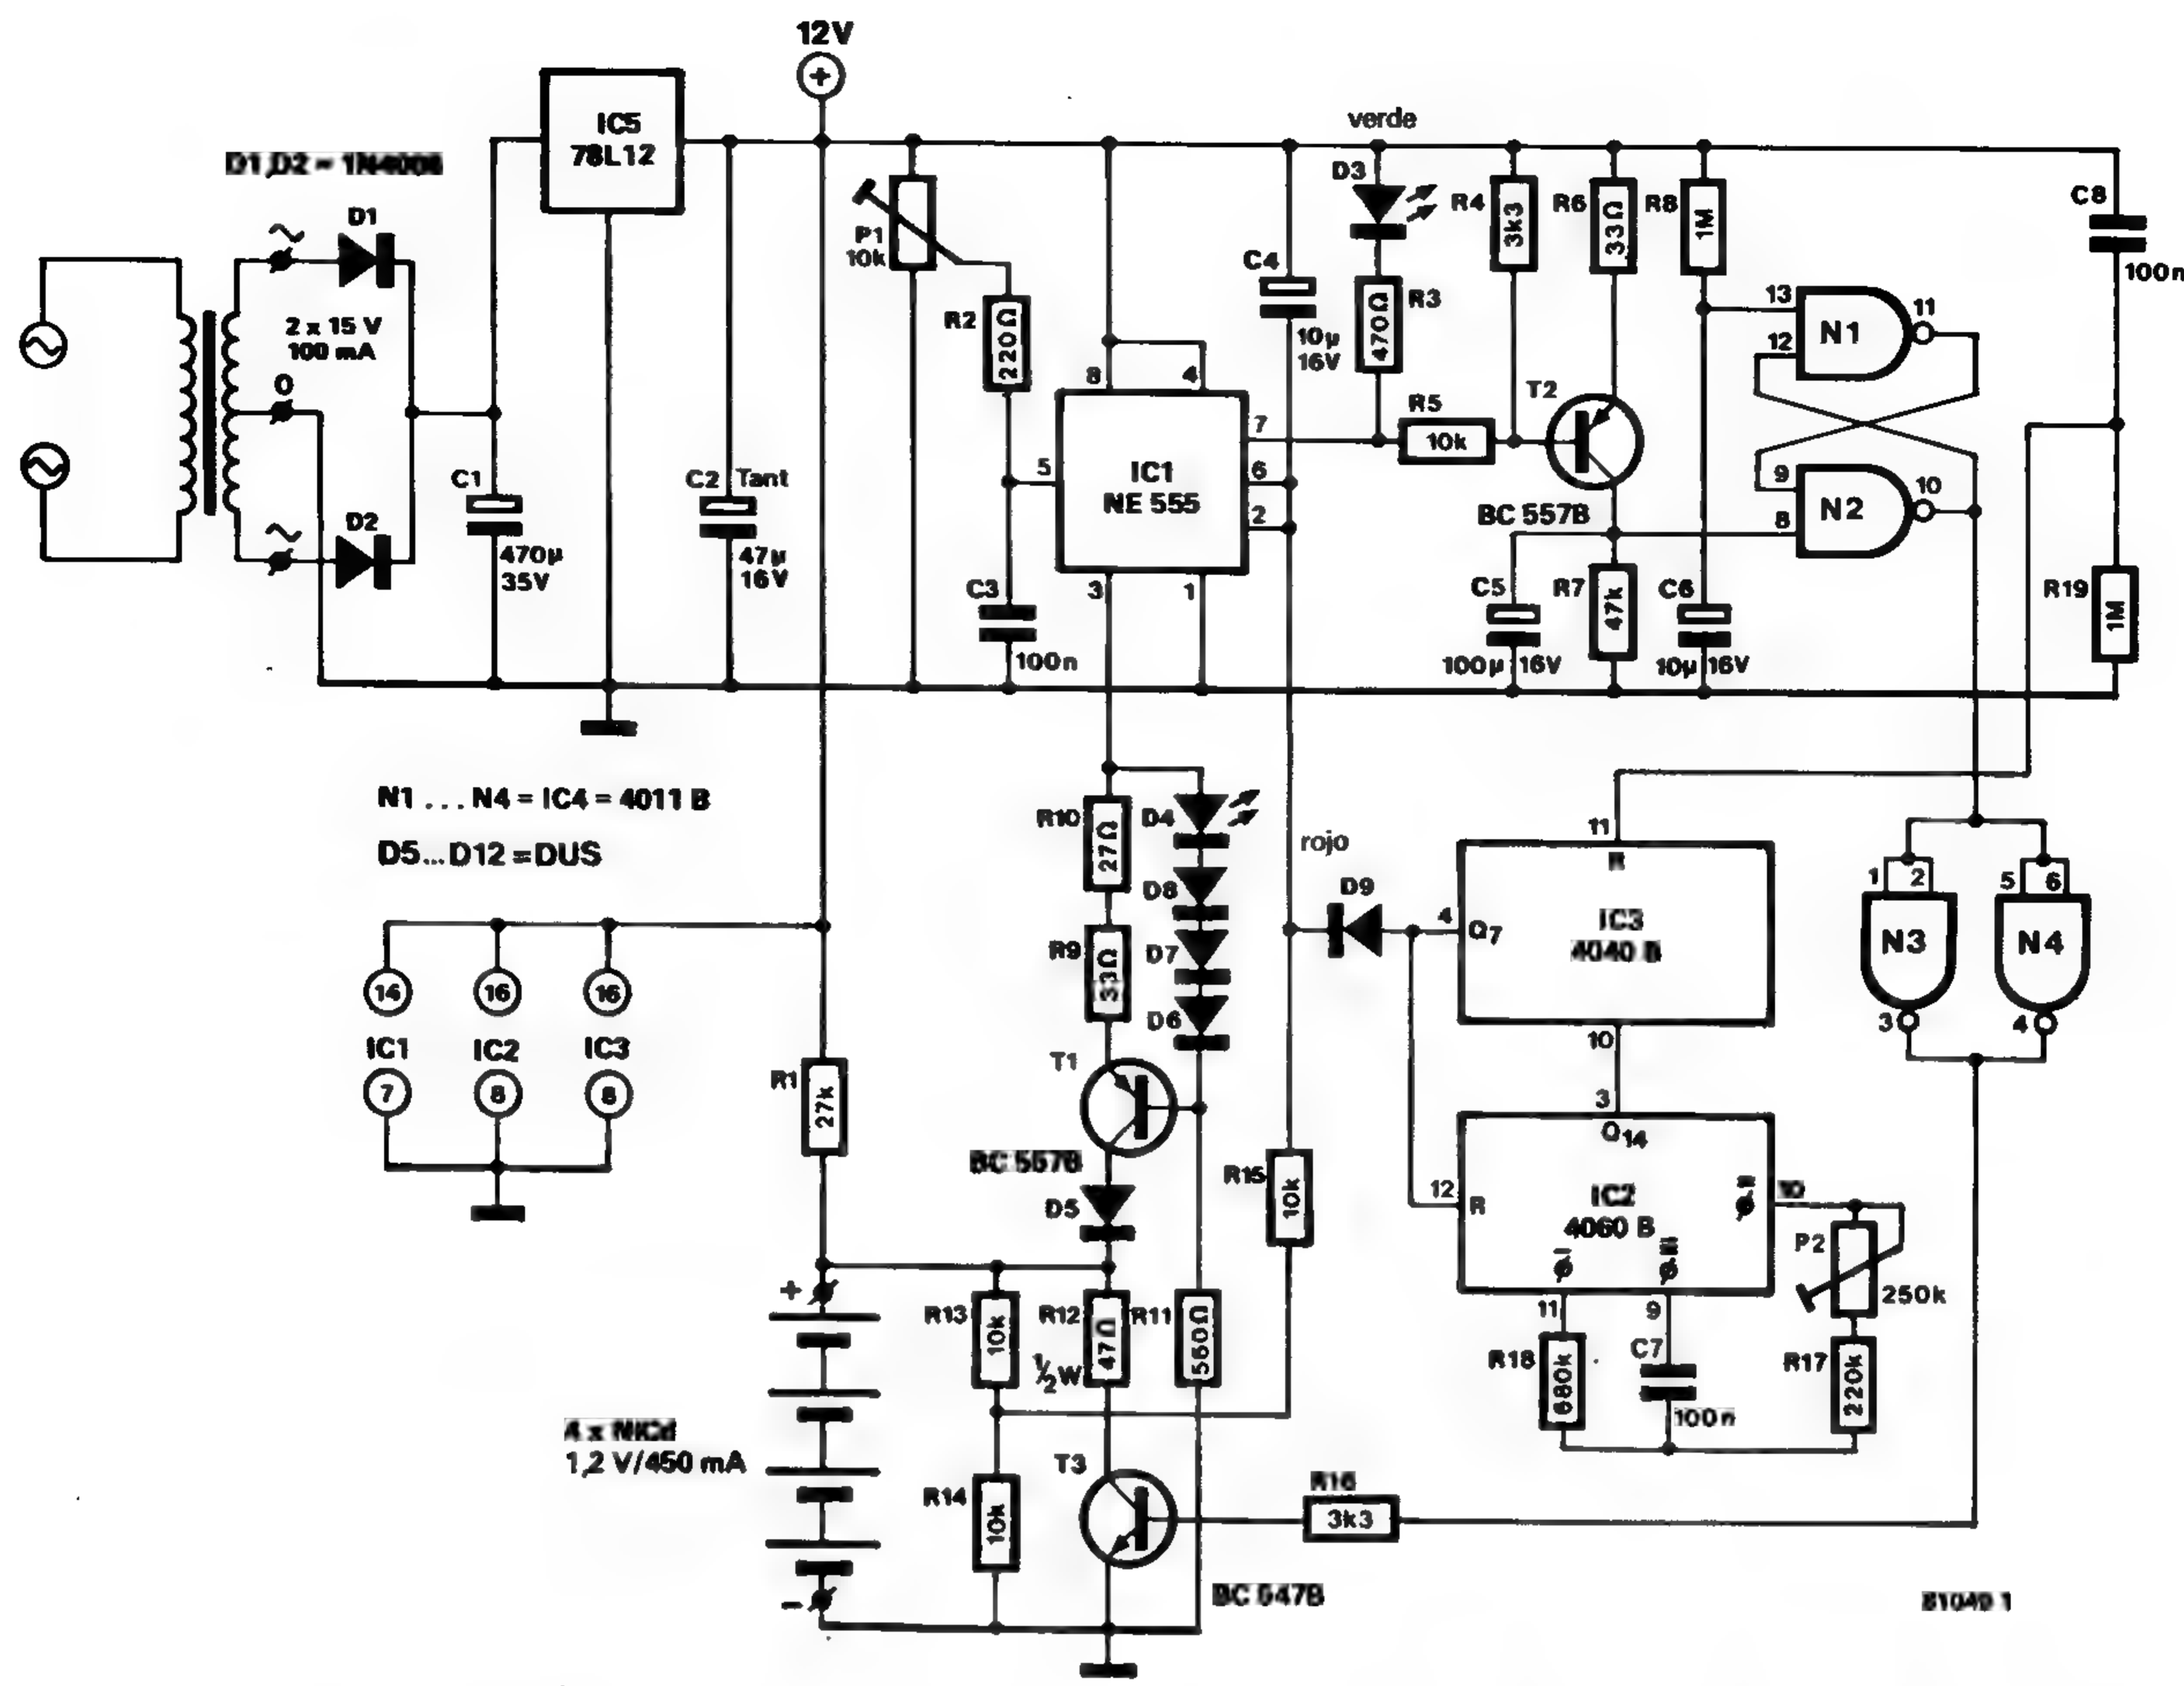 12V
+
IC5
78L12
D1,D2 = 1N4006
D1
2 x 15 V
100 mA
0
D2
C1
470µ
35V
C2 Tant
47µ
16V
P1
10k
R2
220Ω
C3
100n
8
4
5
IC1
NE 555
7
6
2
3
1
C4
10µ
16V
verde
D3
R3
470Ω
R4
3k3
R5
10k
R6
33Ω
R8
1M
T2
BC 557B
C5
100µ 16V
R7
47k
C6
10µ 16V
13
12
N1
11
9
8
N2
10
C8
100n
R19
1M
N1 ... N4 = IC4 = 4011 B
D5...D12 = DUS
14
16
16
IC1
IC2
IC3
7
8
8
R1
27k
R10
27Ω
D4
rojo
D8
R9
33Ω
D7
D6
T1
BC 557B
D5
D9
R15
10k
11
R
4
Q7
IC3
4040 B
10
3
Q14
12
R
IC2
4060 B
10
11
9
P2
250k
R18
680k
C7
100n
R17
220k
1
2
N3
3
5
6
N4
4
+
4 x NiCd
1,2 V/450 mA
−
R13
10k
R12
47Ω
½W
R11
560Ω
R14
10k
T3
BC 547B
R16
3k3
81049 1